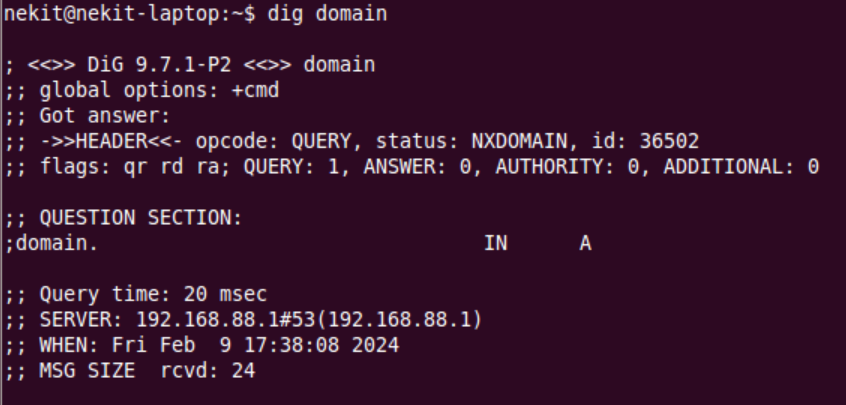 nekit@nekit-laptop:~$ dig domain
; <<>> DiG 9.7.1-P2 <<>> domain
;; global options: +cmd
;; Got answer:
;; ->>HEADER<<- opcode: QUERY, status: NXDOMAIN, id: 36502
;; flags: qr rd ra; QUERY: 1, ANSWER: 0, AUTHORITY: 0, ADDITIONAL: 0
;; QUESTION SECTION:
;domain. IN A
;; Query time: 20 msec
;; SERVER: 192.168.88.1#53(192.168.88.1)
;; WHEN: Fri Feb  9 17:38:08 2024
;; MSG SIZE  rcvd: 24